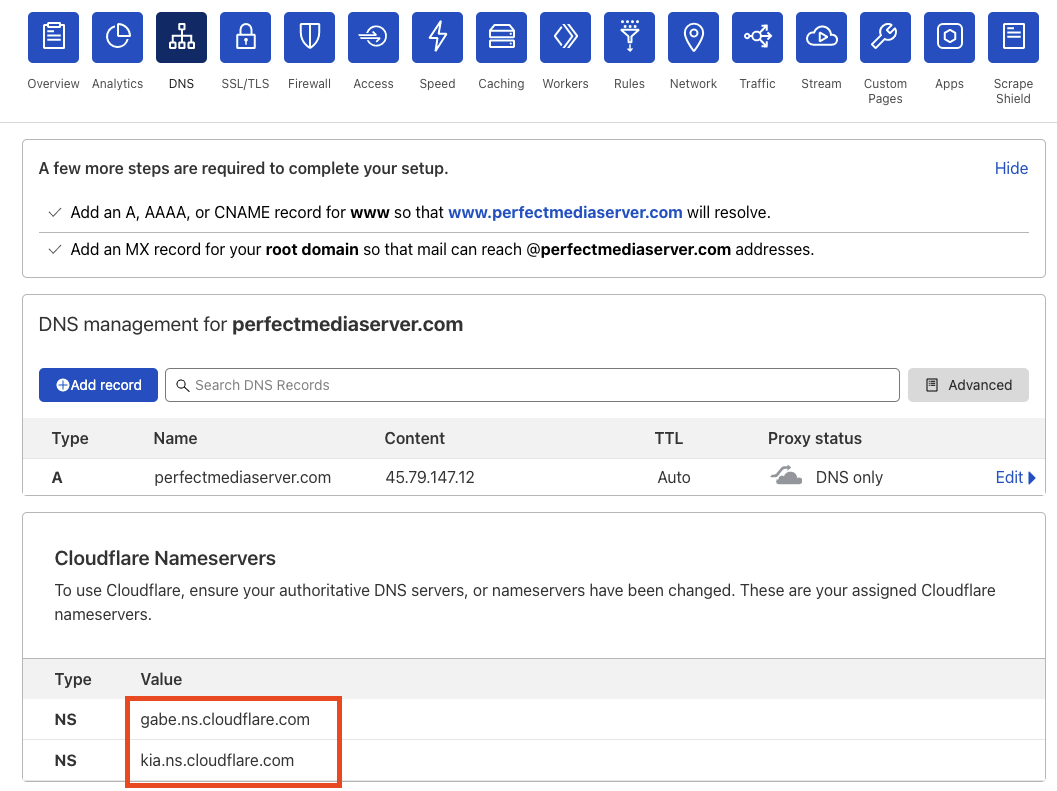 Overview Analytics DNS SSL/TLS Firewall Access Speed Caching Workers Rules Network Traffic Stream Custom Pages Apps Scrape Shield
A few more steps are required to complete your setup.
Hide
Add an A, AAAA, or CNAME record for www so that www.perfectmediaserver.com will resolve.
Add an MX record for your root domain so that mail can reach @perfectmediaserver.com addresses.
DNS management for perfectmediaserver.com
Add record
Search DNS Records
Advanced
Type Name Content TTL Proxy status
A perfectmediaserver.com 45.79.147.12 Auto DNS only Edit
Cloudflare Nameservers
To use Cloudflare, ensure your authoritative DNS servers, or nameservers have been changed. These are your assigned Cloudflare
nameservers.
Type Value
NS gabe.ns.cloudflare.com
NS kia.ns.cloudflare.com